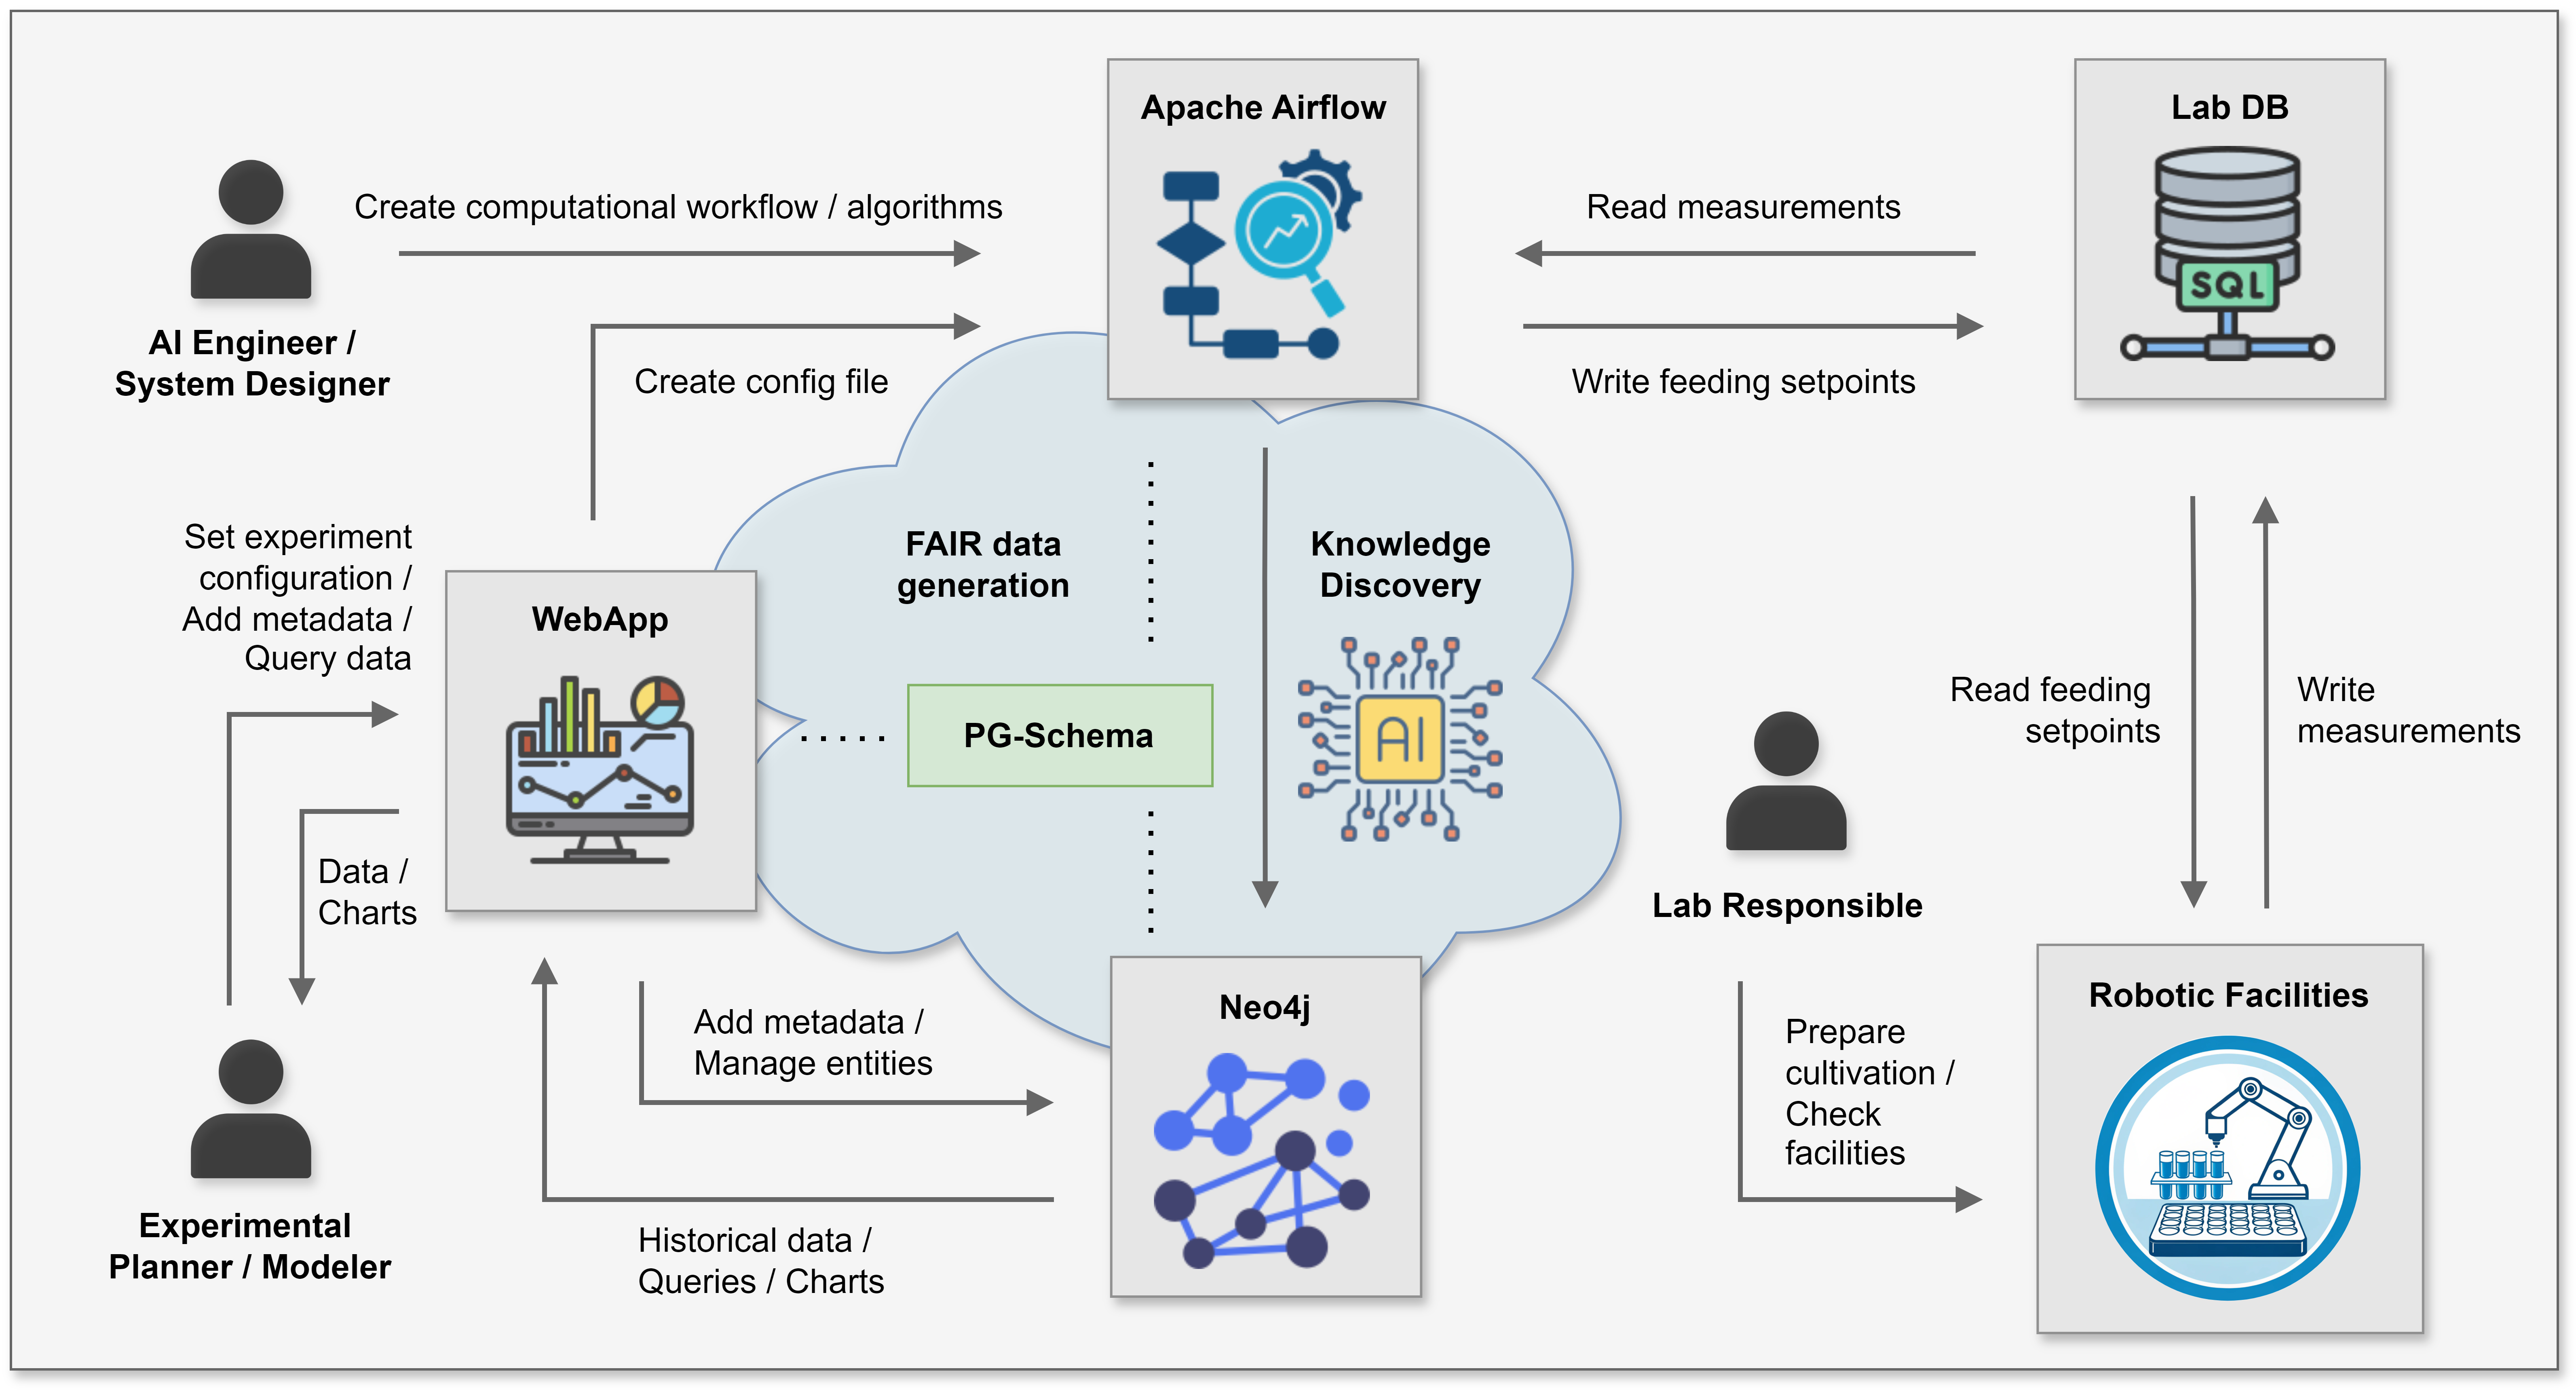 Apache Airflow
Lab DB
SQL
Create computational workflow / algorithms
Read measurements
AI Engineer /
System Designer
Create config file
Write feeding setpoints
Set experiment
configuration /
Add metadata /
Query data
FAIR data
generation
Knowledge
Discovery
WebApp
PG-Schema
AI
Read feeding
setpoints
Write
measurements
Data /
Charts
Lab Responsible
Neo4j
Robotic Facilities
Add metadata /
Manage entities
Prepare
cultivation /
Check
facilities
Experimental
Planner / Modeler
Historical data /
Queries / Charts